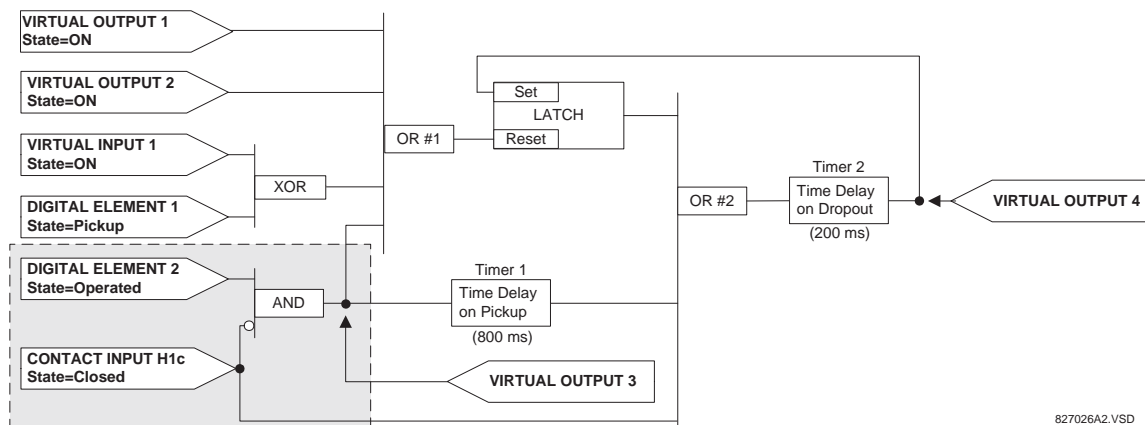 VIRTUAL OUTPUT 1
State=ON
VIRTUAL OUTPUT 2
State=ON
VIRTUAL INPUT 1
State=ON
DIGITAL ELEMENT 1
State=Pickup
DIGITAL ELEMENT 2
State=Operated
CONTACT INPUT H1c
State=Closed
XOR
AND
OR #1
Set
LATCH
Reset
Timer 1
Time Delay
on Pickup
(800 ms)
VIRTUAL OUTPUT 3
OR #2
Timer 2
Time Delay
on Dropout
(200 ms)
VIRTUAL OUTPUT 4
827026A2.VSD